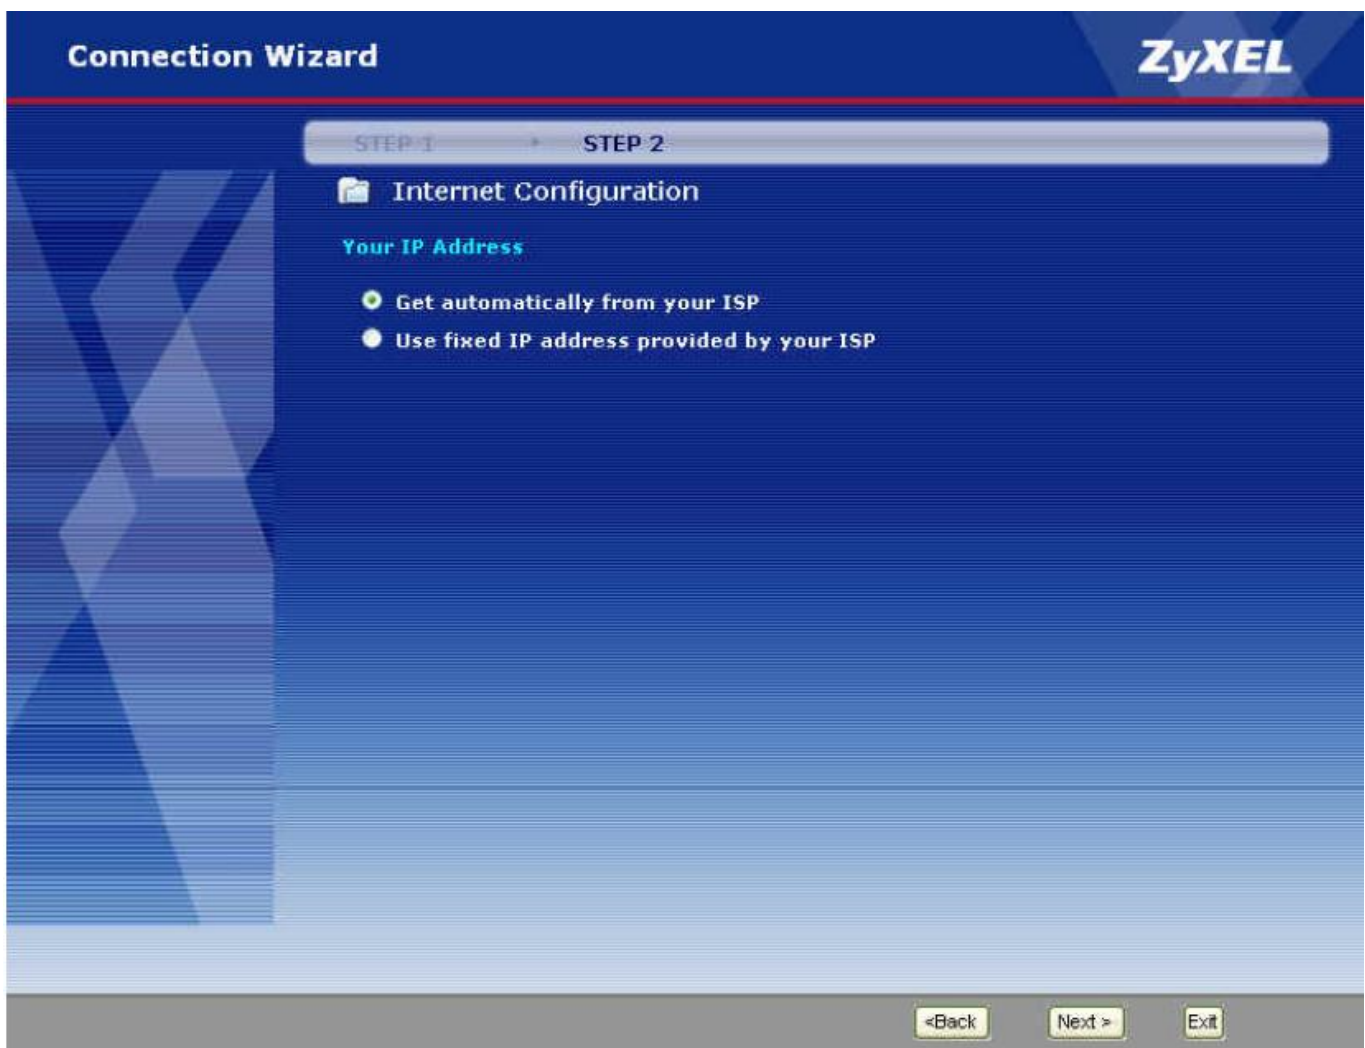 Connection Wizard
ZyXEL
STEP 1 STEP 2
Internet Configuration
Your IP Address
Get automatically from your ISP
Use fixed IP address provided by your ISP
<Back Next > Exit